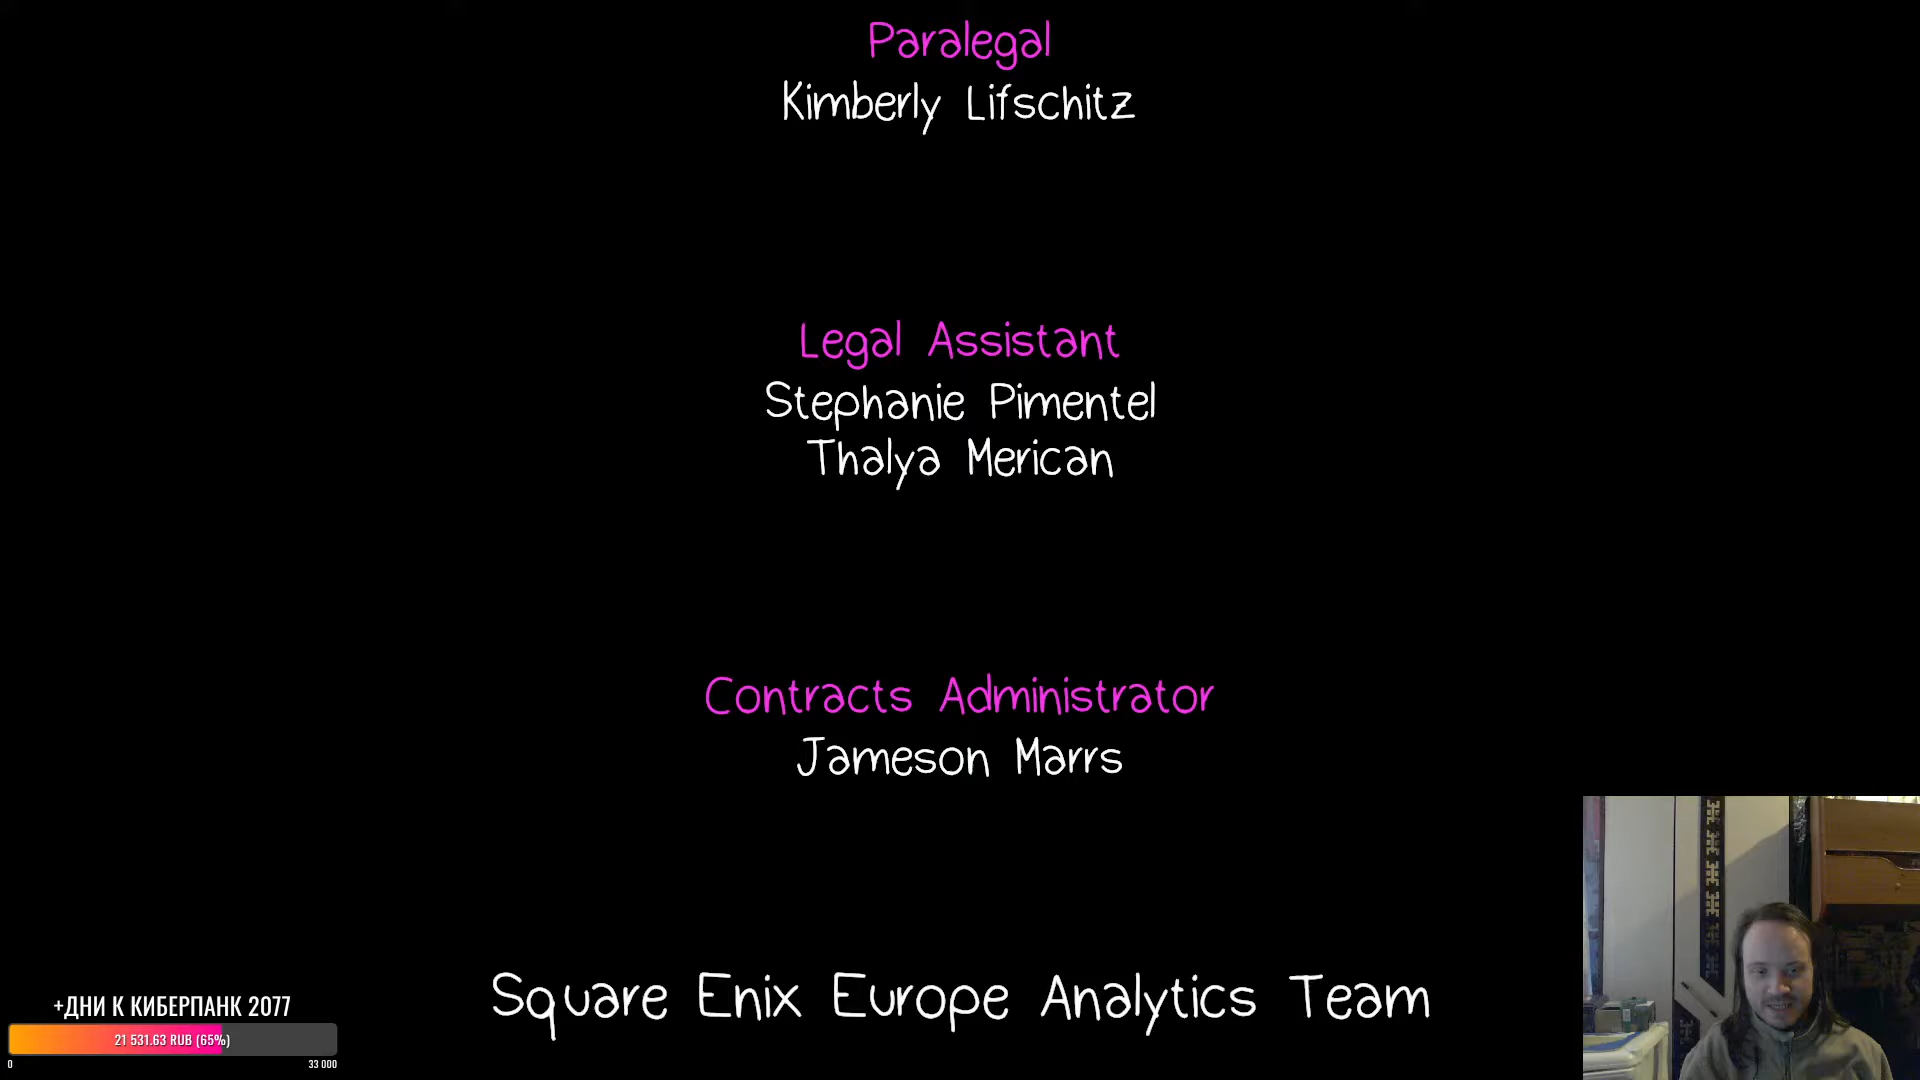 Paralegal
Kimberly Lifschitz
Legal Assistant
Stephanie Pimentel
Thalya Merican
Contracts Administrator
Jameson Marrs
Square Enix Europe Analytics Team
+ДНИ К КИБЕРПАНК 2077
21 531.63 RUB (65%)
0 33 000